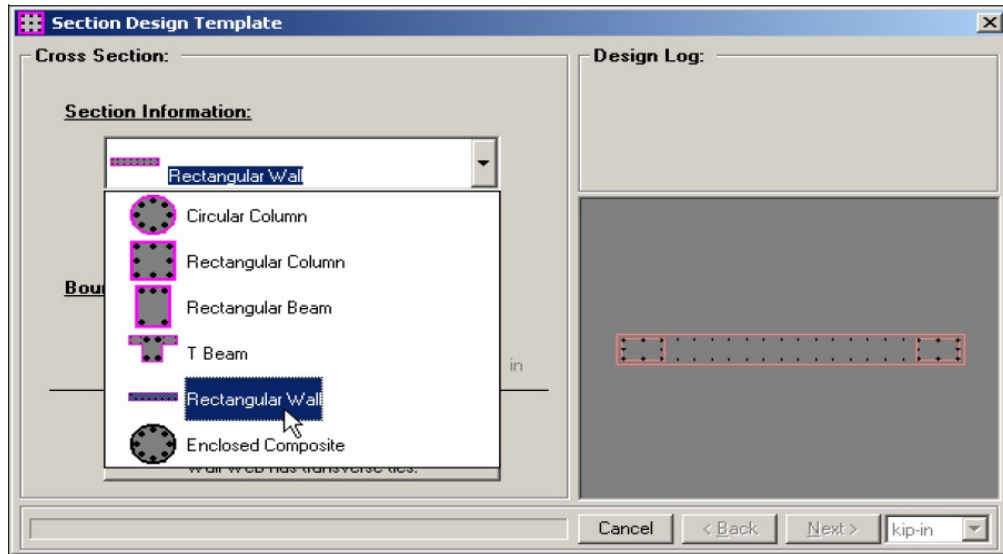 Section Design Template
Cross Section:
Section Information:
Rectangular Wall
Circular Column
Rectangular Column
Rectangular Beam
T Beam
Rectangular Wall
Enclosed Composite
in
Design Log:
Cancel
< Back
Next >
kip-in